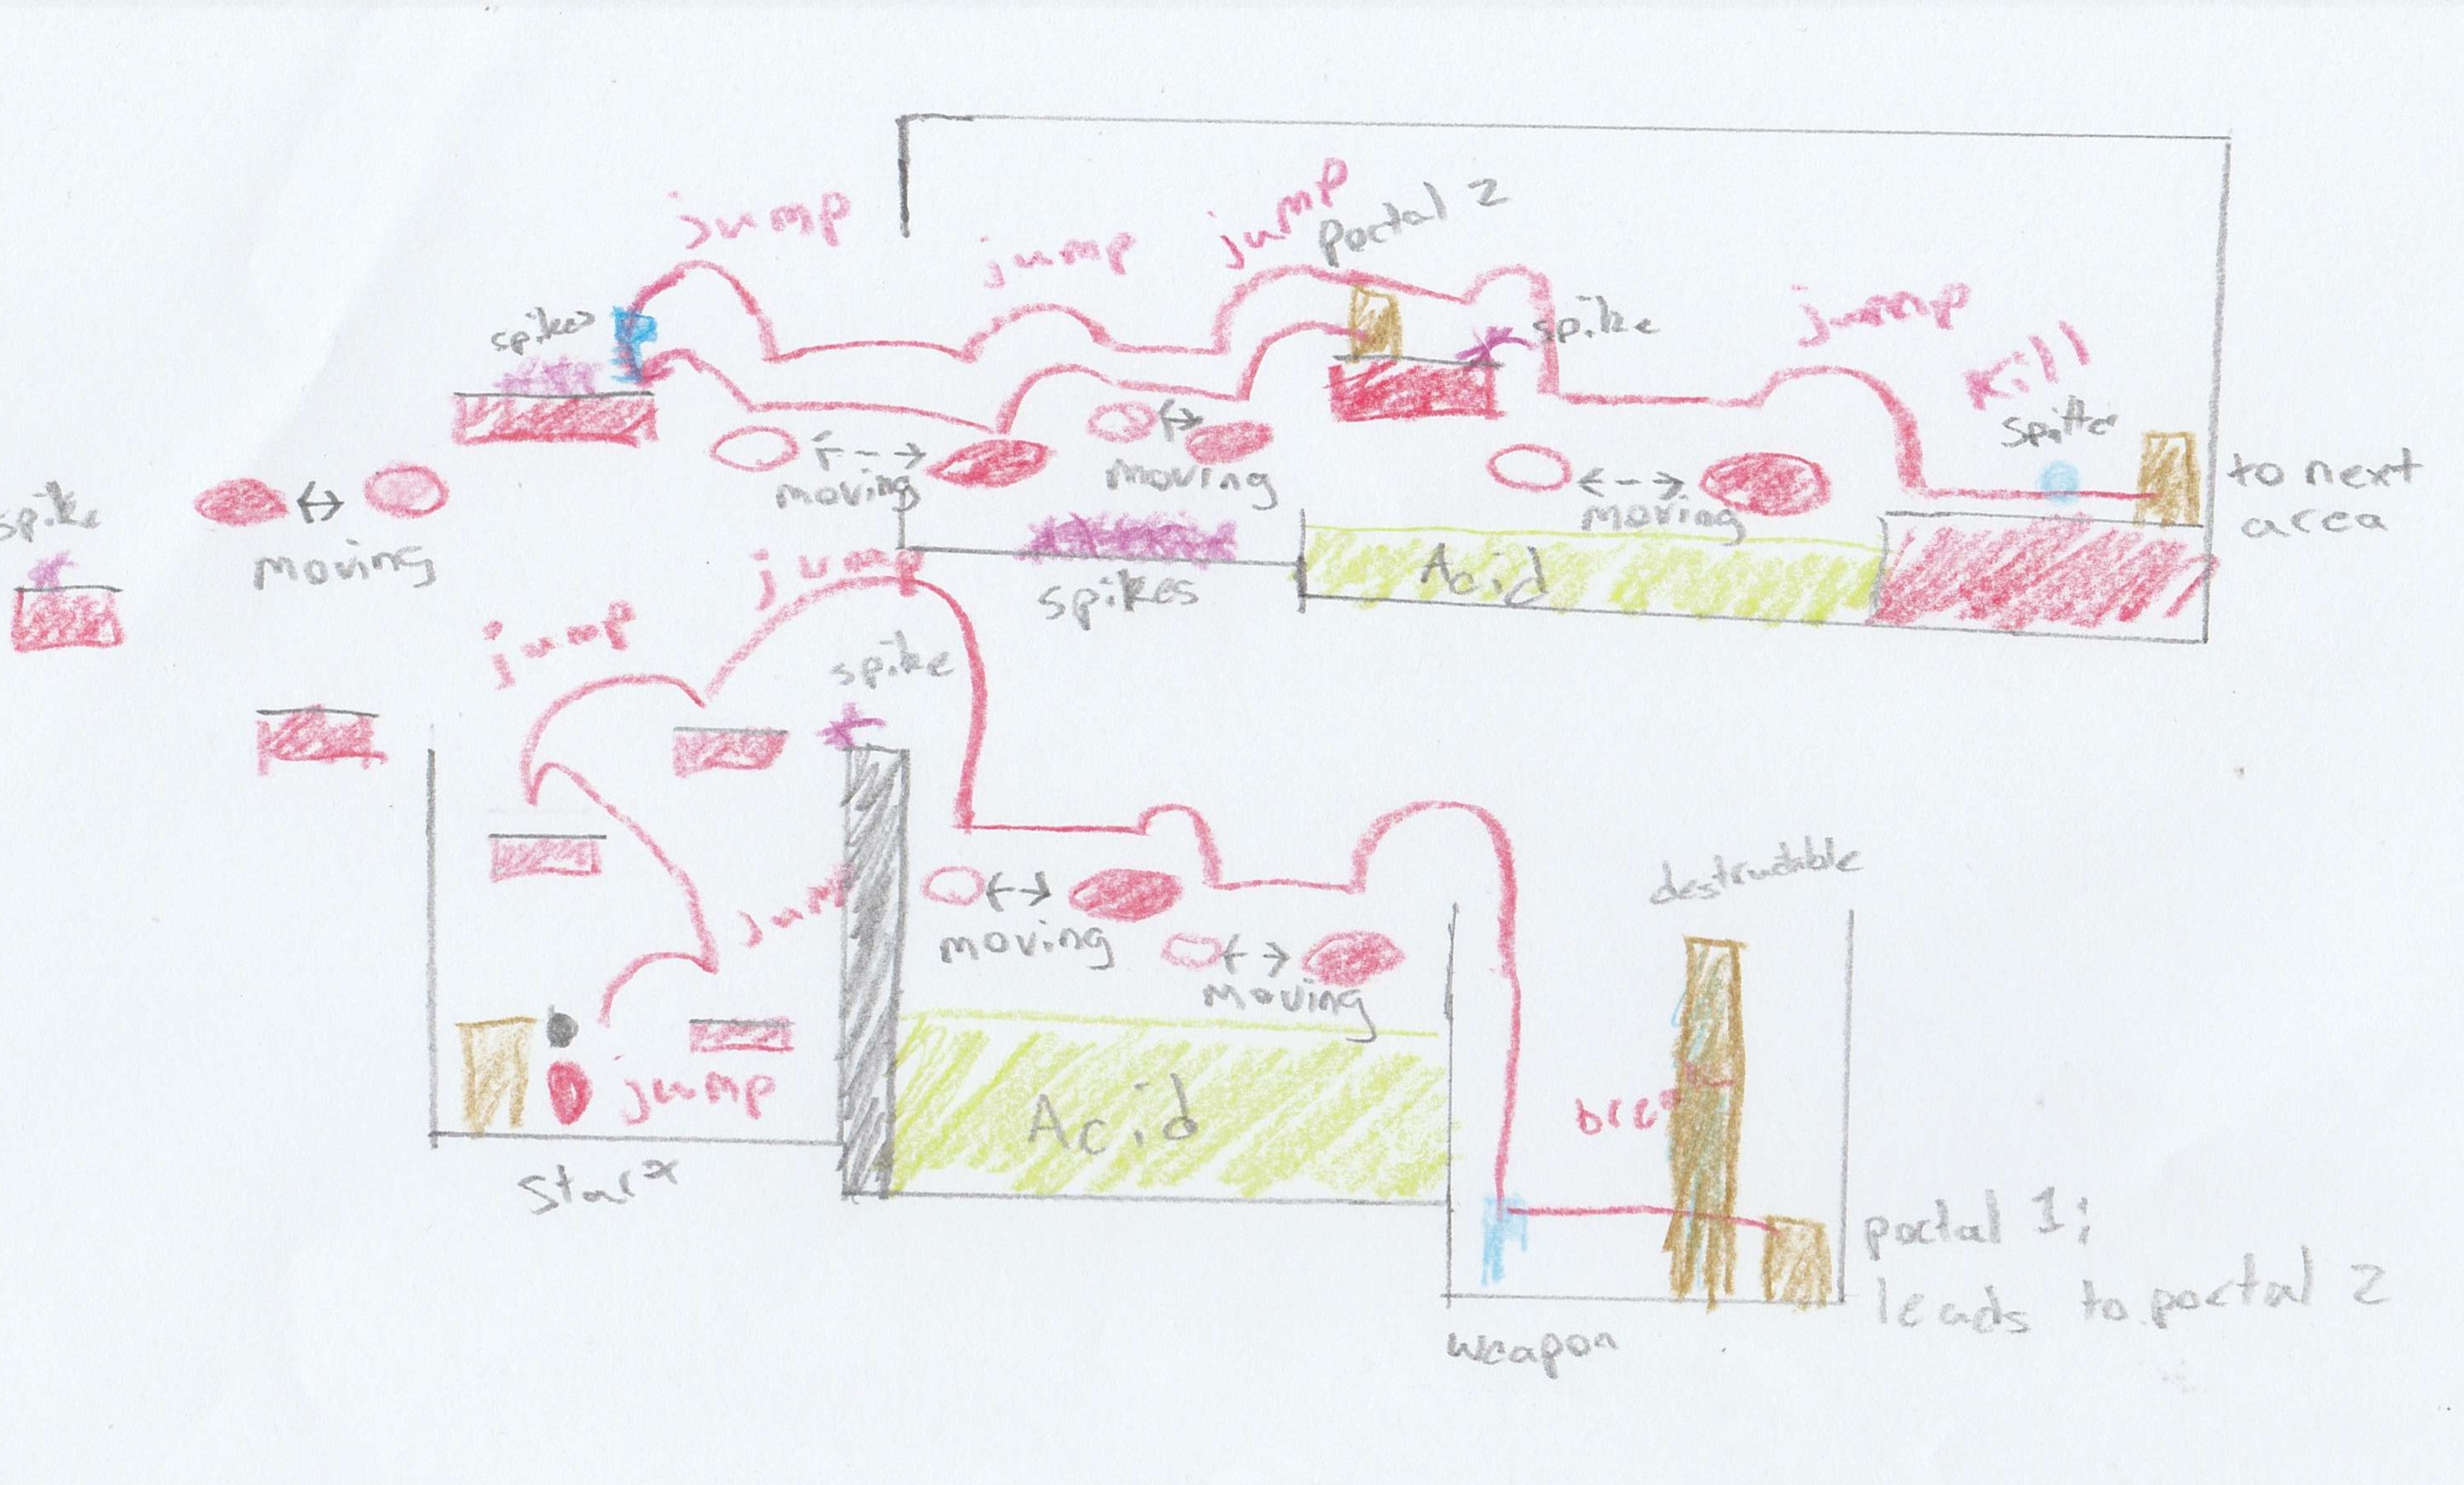 jump
jump
jump
portal 2
spikes
spike
jump
kill
spitter
moving
moving
moving
to next
area
spike
moving
Acid
spikes
jump
jump
spike
jump
moving
moving
destructible
jump
Acid
Start
portal 1;
leads to portal 2
weapon